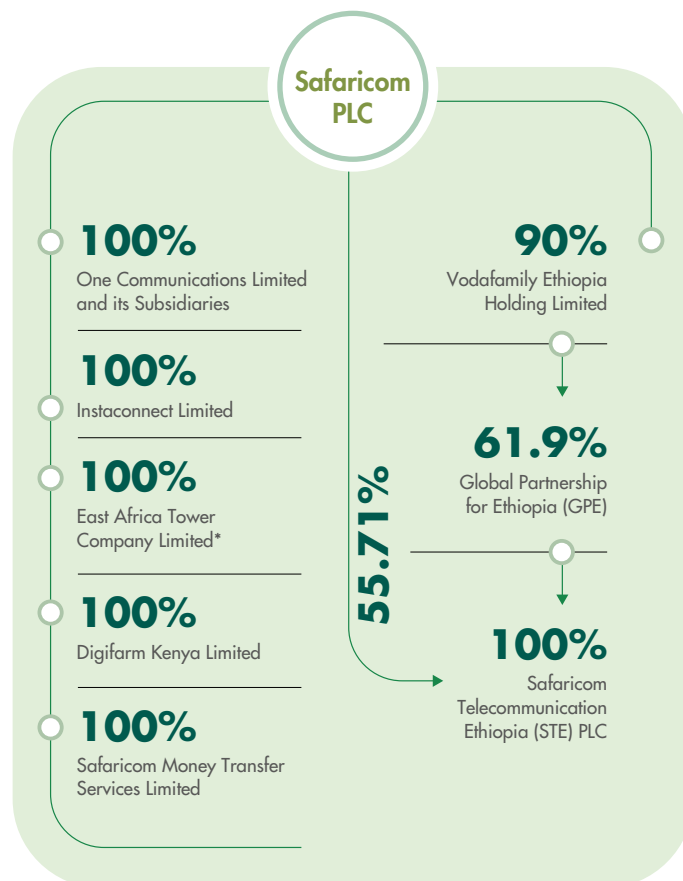 Safaricom
PLC
100%
One Communications Limited
and its Subsidiaries
100%
Instaconnect Limited
100%
East Africa Tower
Company Limited*
100%
Digifarm Kenya Limited
100%
Safaricom Money Transfer
Services Limited
55.71%
90%
Vodafamily Ethiopia
Holding Limited
61.9%
Global Partnership
for Ethiopia (GPE)
100%
Safaricom
Telecommunication
Ethiopia (STE) PLC